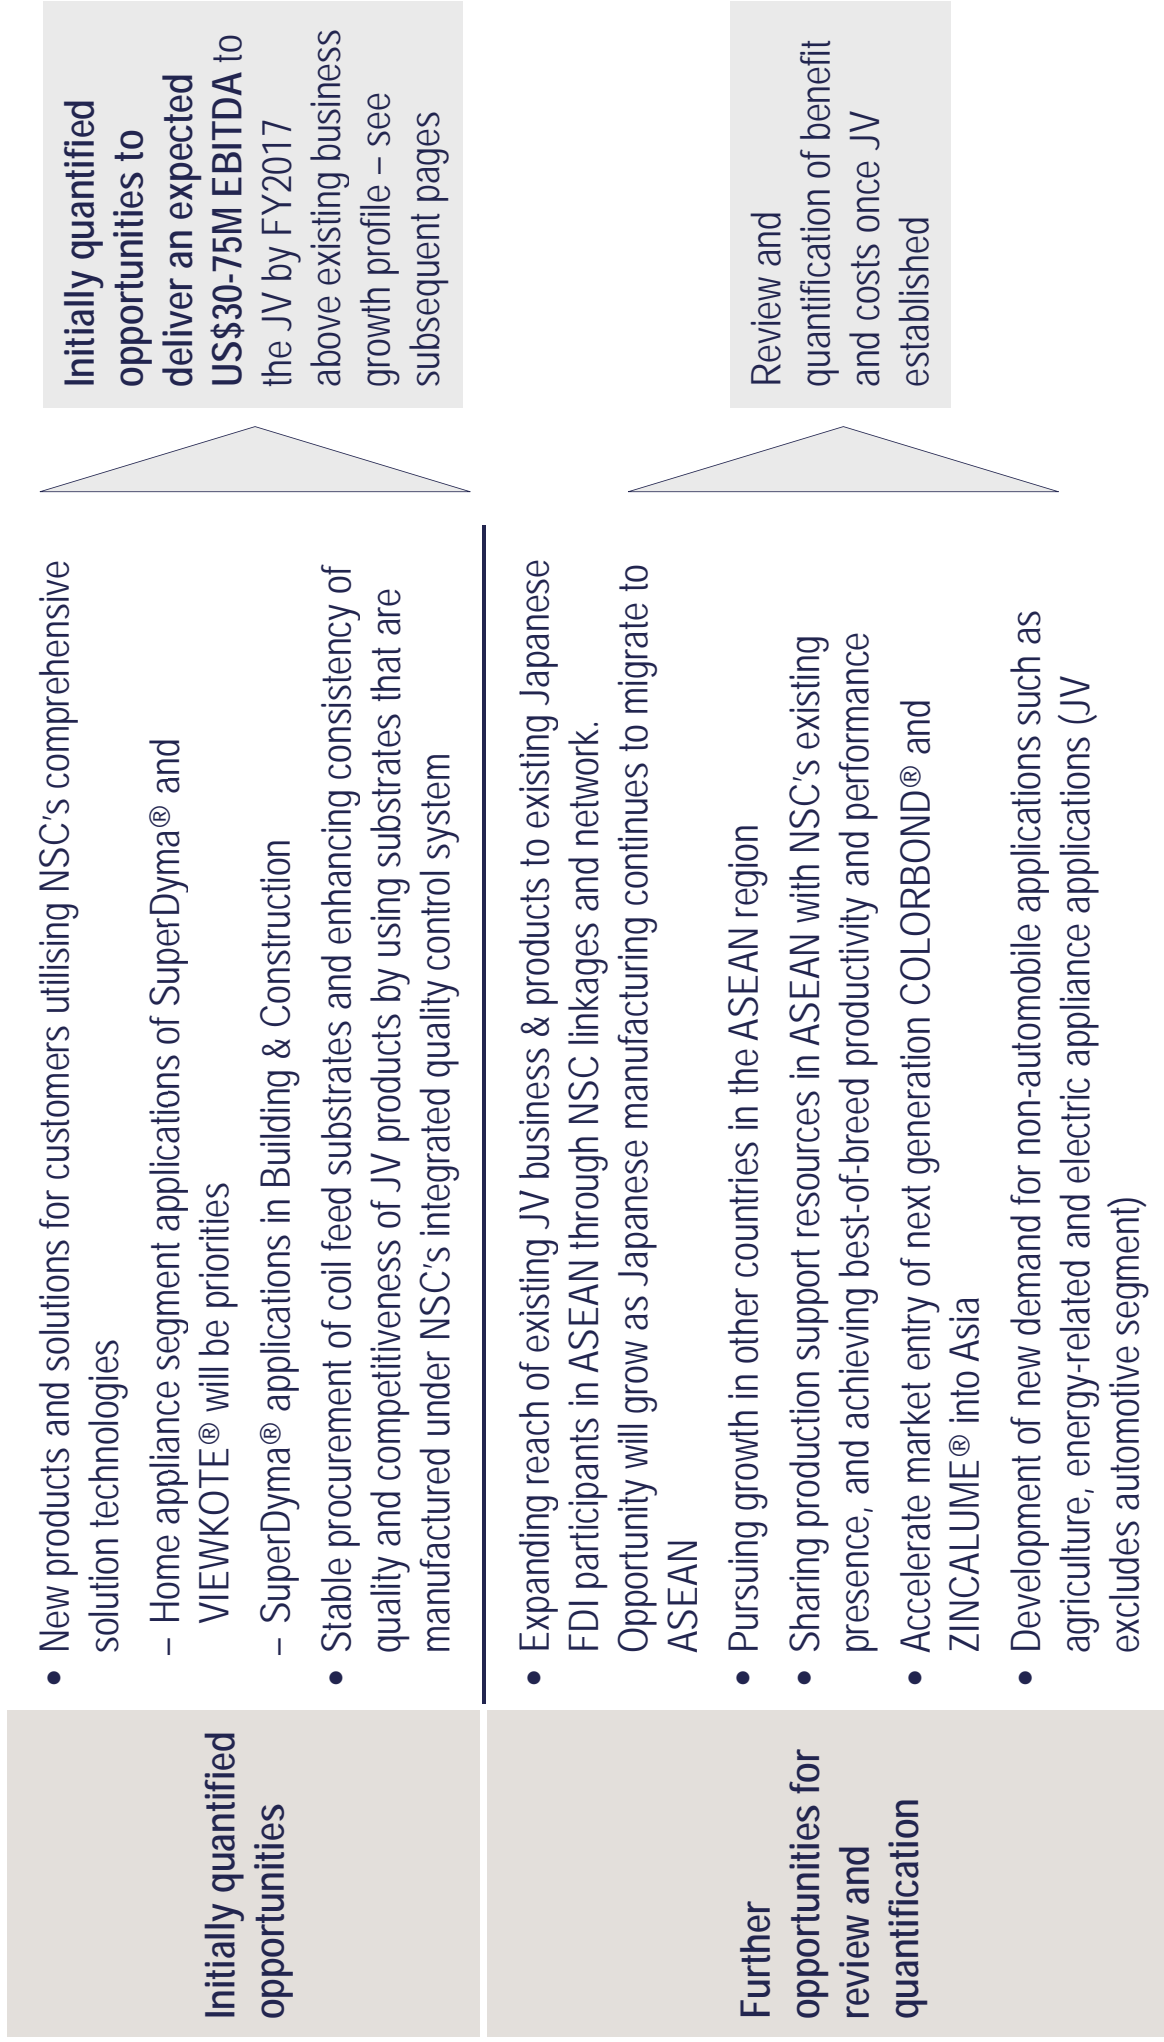 Initially quantified
opportunities
• New products and solutions for customers utilising NSC's comprehensive
solution technologies
– Home appliance segment applications of SuperDyma® and
VIEWKOTE® will be priorities
– SuperDyma® applications in Building & Construction
• Stable procurement of coil feed substrates and enhancing consistency of
quality and competitiveness of JV products by using substrates that are
manufactured under NSC's integrated quality control system
Initially quantified
opportunities to
deliver an expected
US$30-75M EBITDA to
the JV by FY2017
above existing business
growth profile – see
subsequent pages
Further
opportunities for
review and
quantification
• Expanding reach of existing JV business & products to existing Japanese
FDI participants in ASEAN through NSC linkages and network.
Opportunity will grow as Japanese manufacturing continues to migrate to
ASEAN
• Pursuing growth in other countries in the ASEAN region
• Sharing production support resources in ASEAN with NSC's existing
presence, and achieving best-of-breed productivity and performance
• Accelerate market entry of next generation COLORBOND® and
ZINCALUME® into Asia
• Development of new demand for non-automobile applications such as
agriculture, energy-related and electric appliance applications (JV
excludes automotive segment)
Review and
quantification of benefit
and costs once JV
established